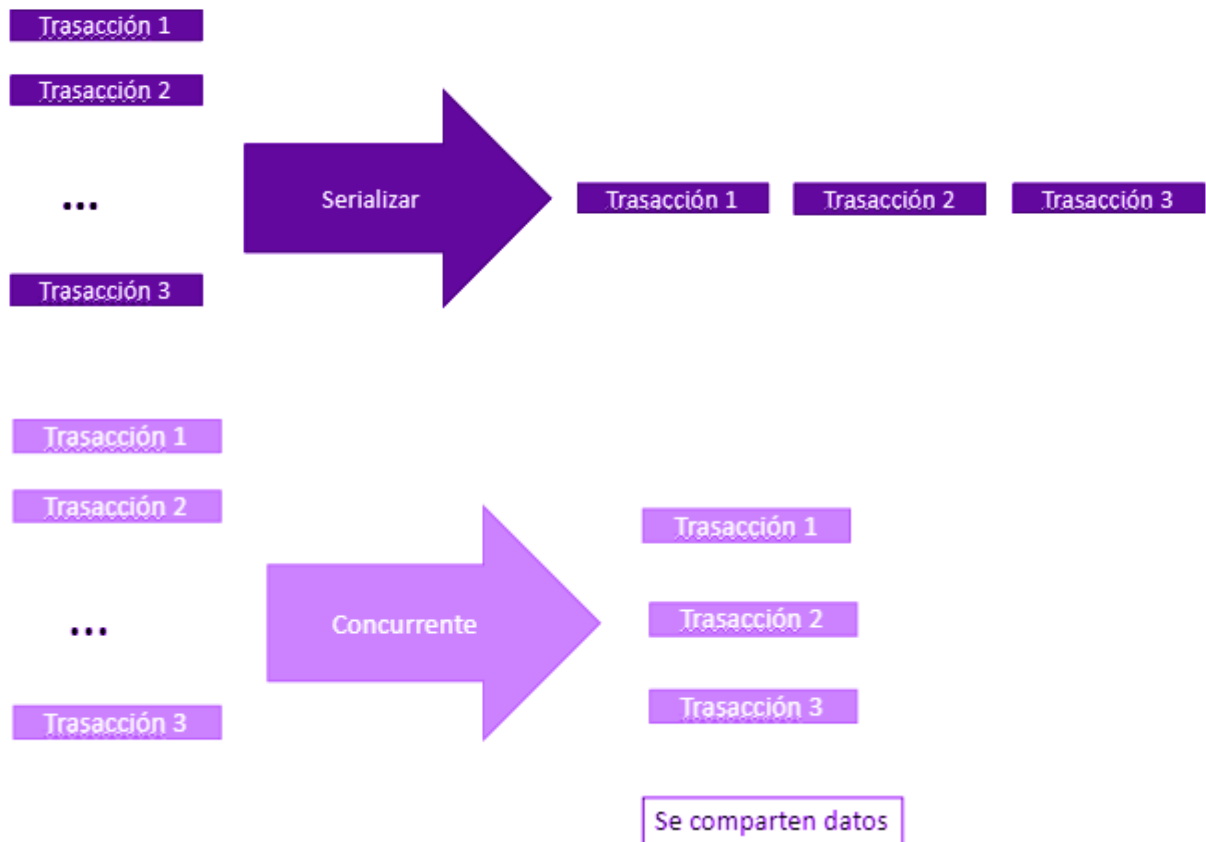 Trasacción 1
Trasacción 2
...
Trasacción 3
Serializar
Trasacción 1
Trasacción 2
Trasacción 3
Trasacción 1
Trasacción 2
...
Trasacción 3
Concurrente
Trasacción 1
Trasacción 2
Trasacción 3
Se comparten datos